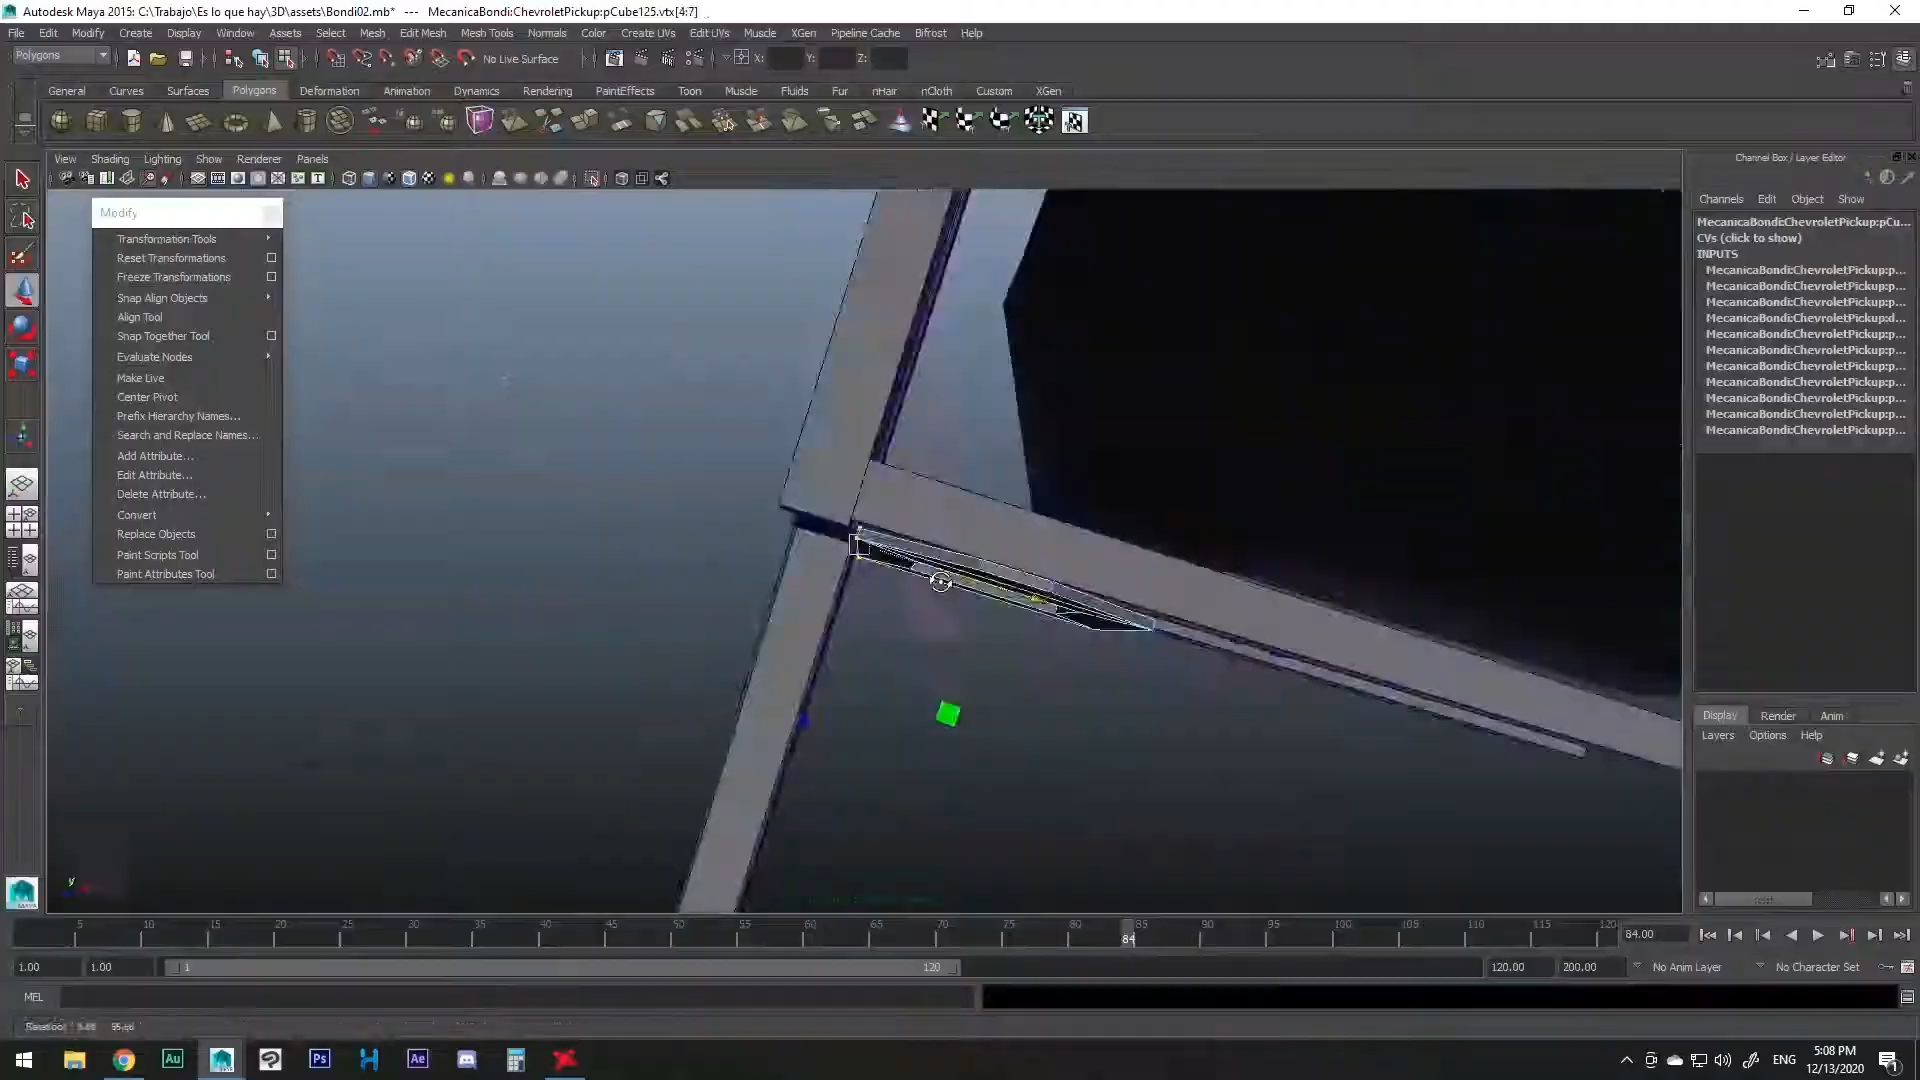 Autodesk Maya 2015: C:\Trabajo\Es lo que hay\3D\assets\Bondi02.mb*   ---   MecanicaBondi:ChevroletPickup:pCube125.vtx[4:7]
File Edit Modify Create Display Window Assets Select Mesh Edit Mesh Mesh Tools Normals Color Create UVs Edit UVs Muscle XGen Pipeline Cache Bifrost Help
Polygons No Live Surface X: Y: Z:
General Curves Surfaces Polygons Deformation Animation Dynamics Rendering PaintEffects Toon Muscle Fluids Fur nHair nCloth Custom XGen
View Shading Lighting Show Renderer Panels
Channel Box / Layer Editor
Channels Edit Object Show
Modify
Transformation Tools
Reset Transformations
Freeze Transformations
Snap Align Objects
Align Tool
Snap Together Tool
Evaluate Nodes
Make Live
Center Pivot
Prefix Hierarchy Names...
Search and Replace Names...
Add Attribute...
Edit Attribute...
Delete Attribute...
Convert
Replace Objects
Paint Scripts Tool
Paint Attributes Tool
MecanicaBondi:ChevroletPickup:pCu...
CVs (click to show)
INPUTS
MecanicaBondi:ChevroletPickup:p...
MecanicaBondi:ChevroletPickup:p...
MecanicaBondi:ChevroletPickup:p...
MecanicaBondi:ChevroletPickup:d...
MecanicaBondi:ChevroletPickup:p...
MecanicaBondi:ChevroletPickup:p...
MecanicaBondi:ChevroletPickup:p...
MecanicaBondi:ChevroletPickup:p...
MecanicaBondi:ChevroletPickup:p...
MecanicaBondi:ChevroletPickup:p...
MecanicaBondi:ChevroletPickup:p...
Display Render Anim
Layers Options Help
y
5 10 15 20 25 30 35 40 45 50 55 60 65 70 75 80 85 90 95 100 105 110 115 120
84
84.00
1.00 1.00 1 120 120.00 200.00 No Anim Layer No Character Set
MEL
Au Ps Ae
ENG
5:08 PM
12/13/2020